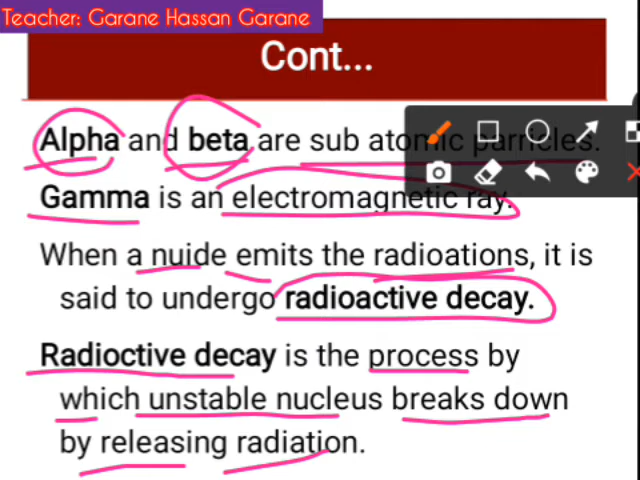 Teacher: Garane Hassan Garane
Cont...
Alpha and beta are sub atomic particles.
Gamma is an electromagnetic ray.
When a nuide emits the radioations, it is
said to undergo radioactive decay.
Radioctive decay is the process by
which unstable nucleus breaks down
by releasing radiation.